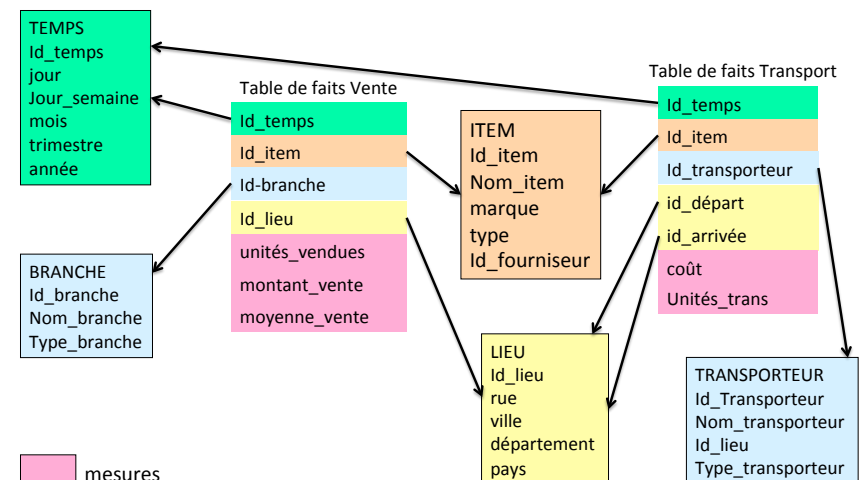 TEMPS
Id_temps
jour
Jour_semaine
mois
trimestre
année
Table de faits Vente
Id_temps
Id_item
Id-branche
Id_lieu
unités_vendues
montant_vente
moyenne_vente
ITEM
Id_item
Nom_item
marque
type
Id_fourniseur
Table de faits Transport
Id_temps
Id_item
Id_transporteur
id_départ
id_arrivée
coût
Unités_trans
BRANCHE
Id_branche
Nom_branche
Type_branche
LIEU
Id_lieu
rue
ville
département
pays
TRANSPORTEUR
Id_Transporteur
Nom_transporteur
Id_lieu
Type_transporteur
mesures